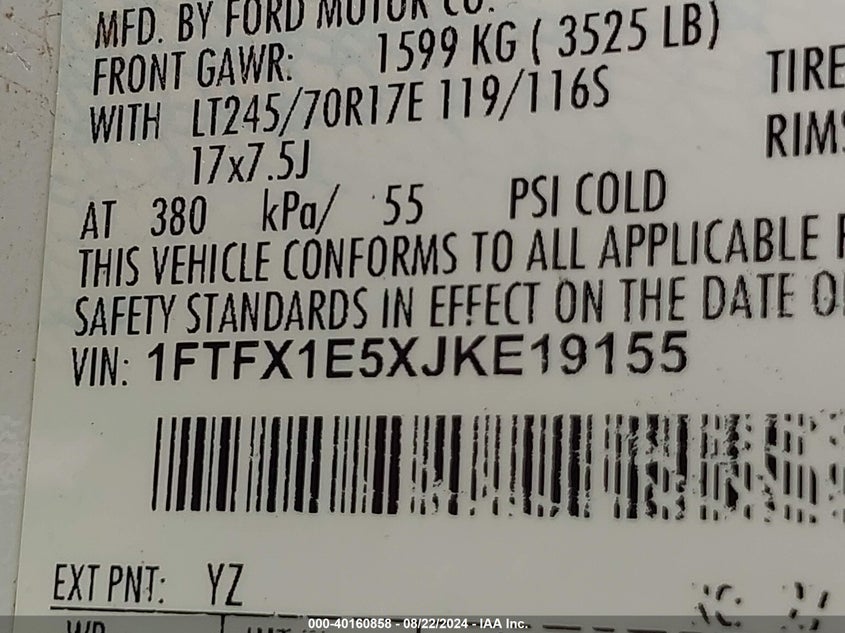 MFD. BY FORD MOTOR CO.
FRONT GAWR: 1599 KG ( 3525 LB)
TIRE
WITH LT245/70R17E 119/116S
RIMS
17x7.5J
AT 380 kPa/ 55 PSI COLD
THIS VEHICLE CONFORMS TO ALL APPLICABLE F
SAFETY STANDARDS IN EFFECT ON THE DATE O
VIN: 1FTFX1E5XJKE19155
EXT PNT: YZ
000-40160858 - 08/22/2024 - IAA Inc.